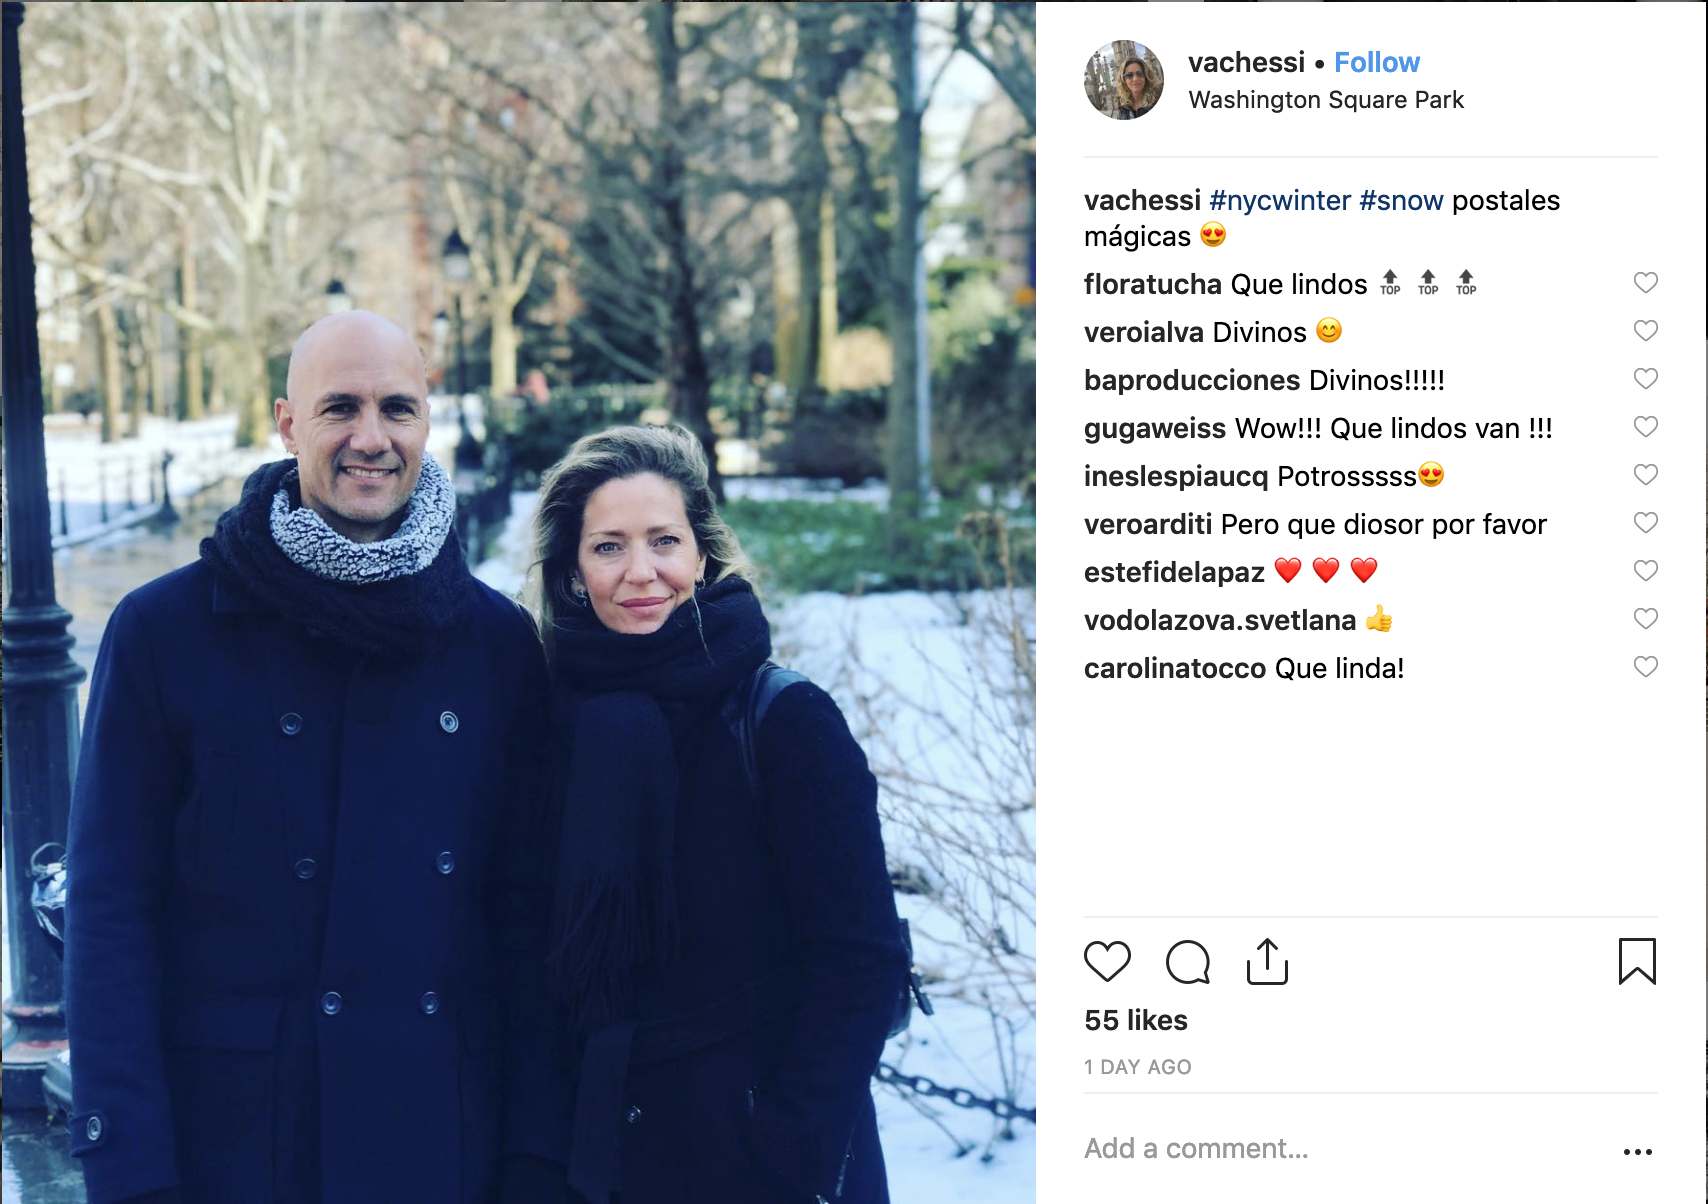 vachessi • Follow
Washington Square Park
vachessi #nycwinter #snow postales
mágicas 😍
floratucha Que lindos 🔝 🔝 🔝
veroialva Divinos 😊
baproducciones Divinos!!!!!
gugaweiss Wow!!! Que lindos van !!!
ineslespiaucq Potrosssss😍
veroarditi Pero que diosor por favor
estefidelapaz ❤️ ❤️ ❤️
vodolazova.svetlana 👍
carolinatocco Que linda!
55 likes
1 DAY AGO
Add a comment...